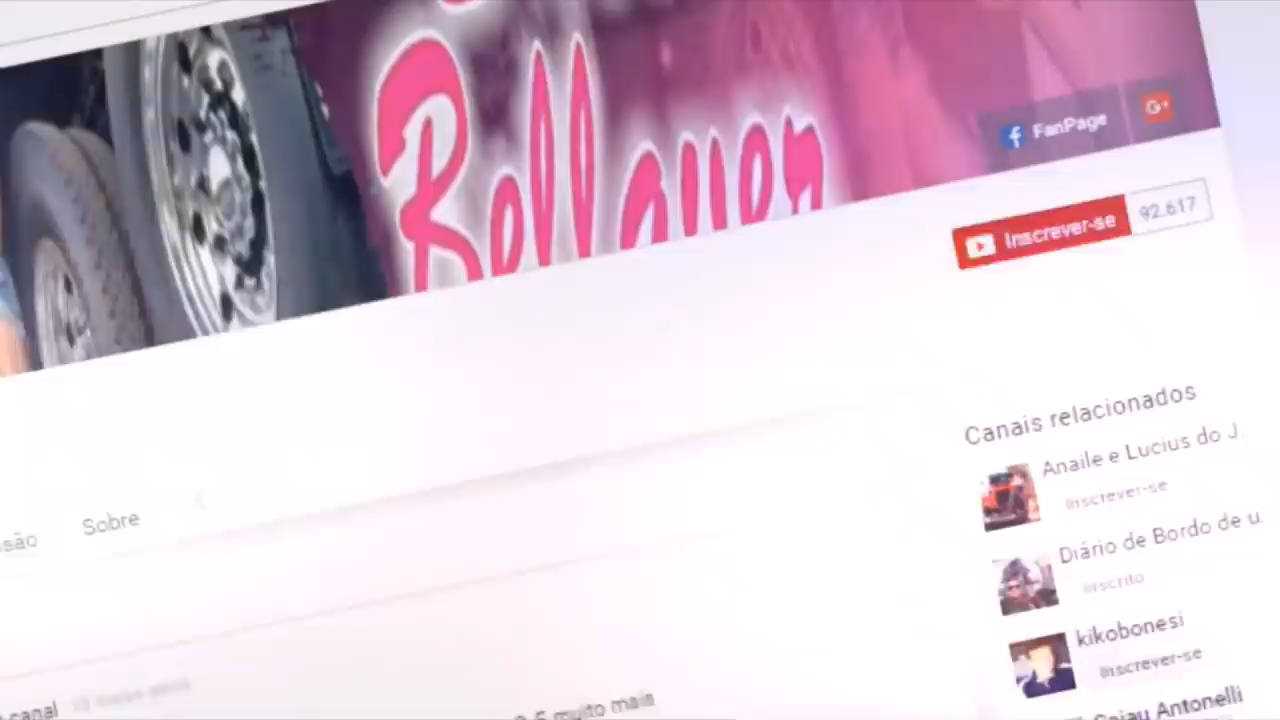 Bellaver
FanPage
G+
Inscrever-se 92.617
Canais relacionados
Anaile e Lucius do J.
Inscrever-se
Diário de Bordo de u.
Inscrito
kikobonesi
Inscrever-se
Sobre
canal
muito mais
Antonelli